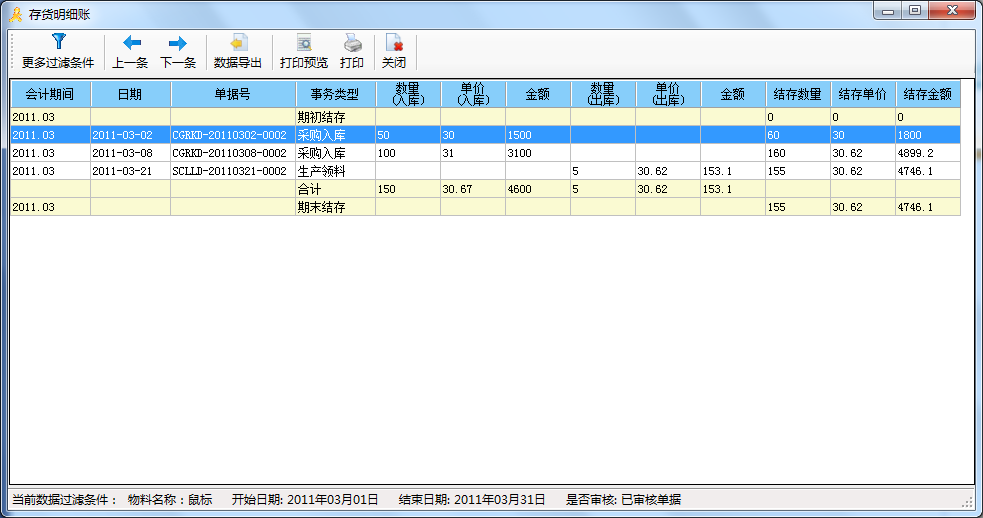 存货明细账
更多过滤条件 上一条 下一条 数据导出 打印预览 打印 关闭
会计期间 日期 单据号 事务类型 数量(入库) 单价(入库) 金额 数量(出库) 单价(出库) 金额 结存数量 结存单价 结存金额
2011.03 期初结存 0 0 0
2011.03 2011-03-02 CGRKD-20110302-0002 采购入库 50 30 1500 60 30 1800
2011.03 2011-03-08 CGRKD-20110308-0002 采购入库 100 31 3100 160 30.62 4899.2
2011.03 2011-03-21 SCLLD-20110321-0002 生产领料 5 30.62 153.1 155 30.62 4746.1
合计 150 30.67 4600 5 30.62 153.1
2011.03 期末结存 155 30.62 4746.1
当前数据过滤条件： 物料名称：鼠标 开始日期: 2011年03月01日 结束日期: 2011年03月31日 是否审核: 已审核单据